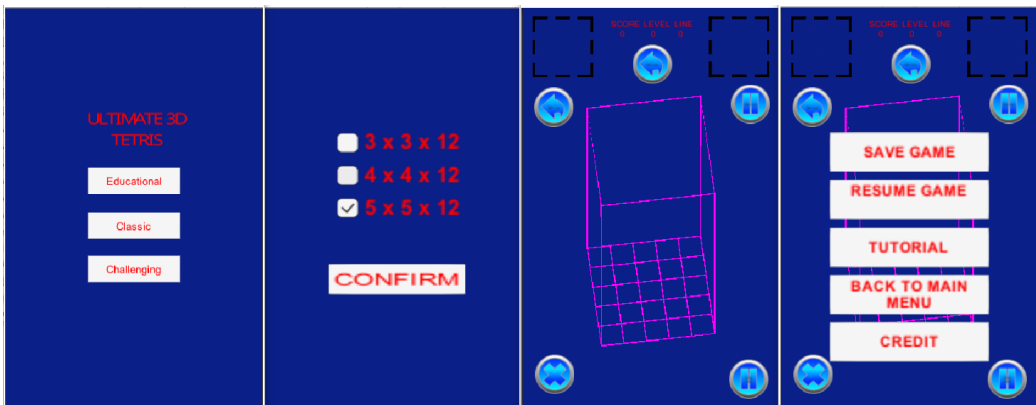 ULTIMATE 3D
TETRIS
Educational
Classic
Challenging
3 x 3 x 12
4 x 4 x 12
5 x 5 x 12
CONFIRM
SCORE LEVEL LINE
0 0 0
SCORE LEVEL LINE
0 0 0
SAVE GAME
RESUME GAME
TUTORIAL
BACK TO MAIN
MENU
CREDIT